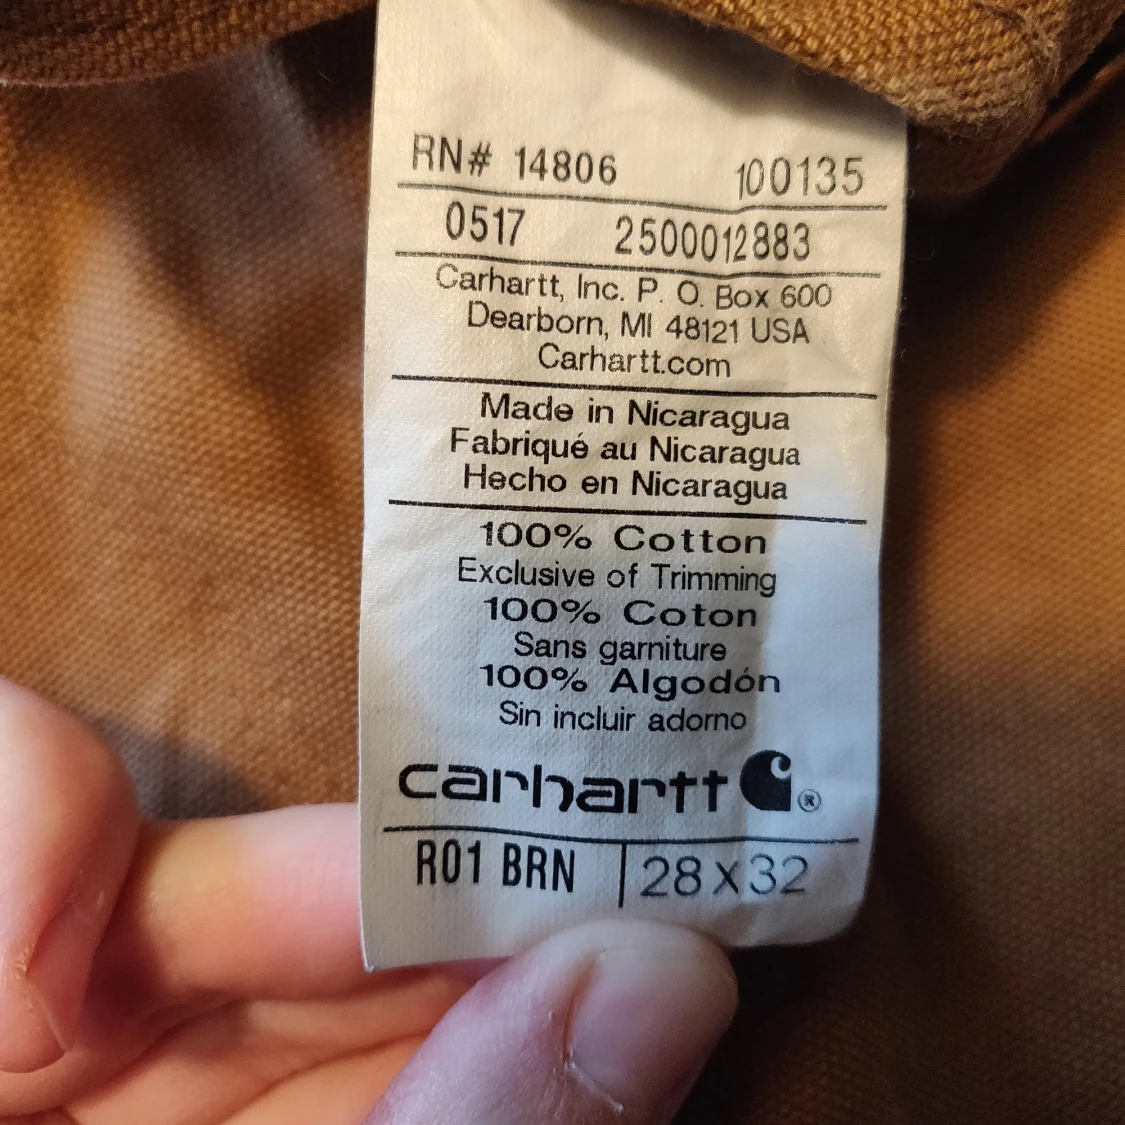 RN# 14806 100135
0517 2500012883
Carhartt, Inc. P. O. Box 600
Dearborn, MI 48121 USA
Carhartt.com
Made in Nicaragua
Fabriqué au Nicaragua
Hecho en Nicaragua
100% Cotton
Exclusive of Trimming
100% Coton
Sans garniture
100% Algodón
Sin incluir adorno
carhartt ®
R01 BRN 28X32